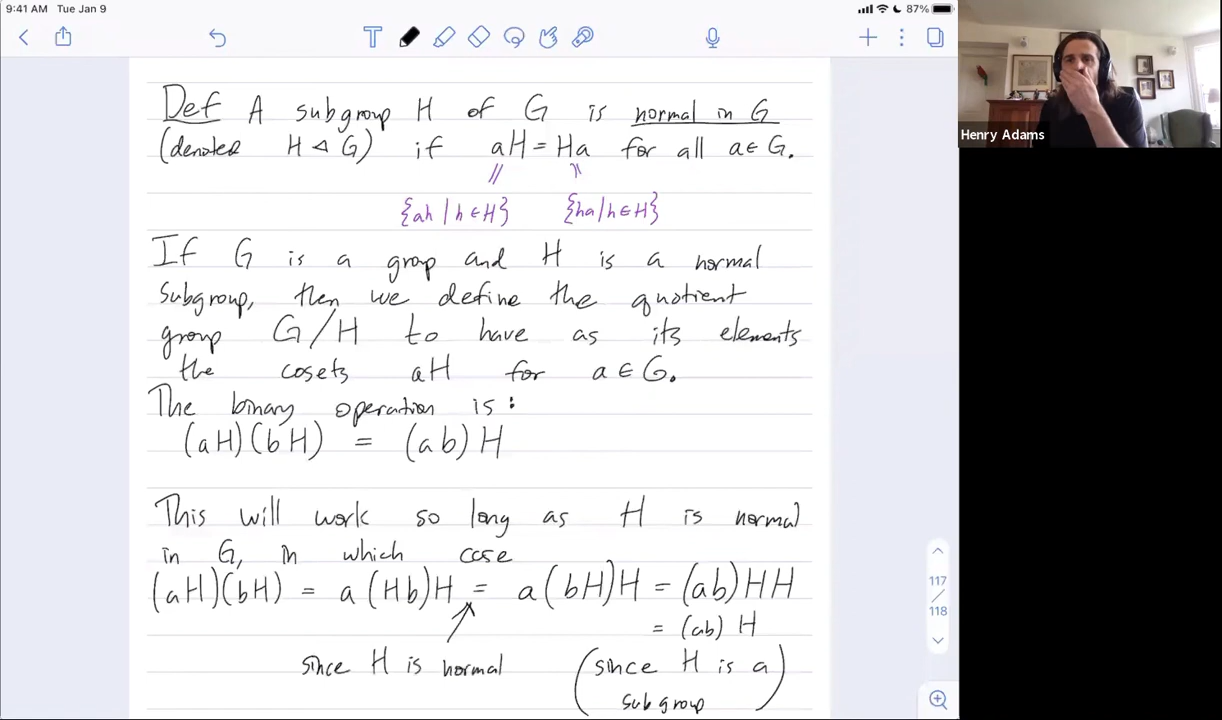 9:41 AM Tue Jan 9
87%
Def A subgroup H of G is normal in G
(denoted H ⊲ G) if aH = Ha for all a ∈ G.
{ah | h ∈ H} {ha | h ∈ H}
If G is a group and H is a normal
subgroup, then we define the quotient
group G/H to have as its elements
the cosets aH for a ∈ G.
The binary operation is:
(aH)(bH) = (ab)H
This will work so long as H is normal
in G, in which case
(aH)(bH) = a(Hb)H = a(bH)H = (ab)HH
= (ab) H
since H is normal
(since H is a
subgroup)
117
/
118
Henry Adams